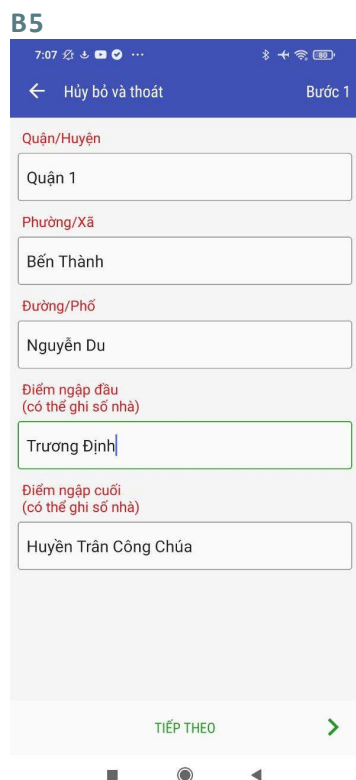 B5
7:07
80
Hủy bỏ và thoát
Bước 1
Quận/Huyện
Quận 1
Phường/Xã
Bến Thành
Đường/Phố
Nguyễn Du
Điểm ngập đầu
(có thể ghi số nhà)
Trương Định
Điểm ngập cuối
(có thể ghi số nhà)
Huyền Trân Công Chúa
TIẾP THEO